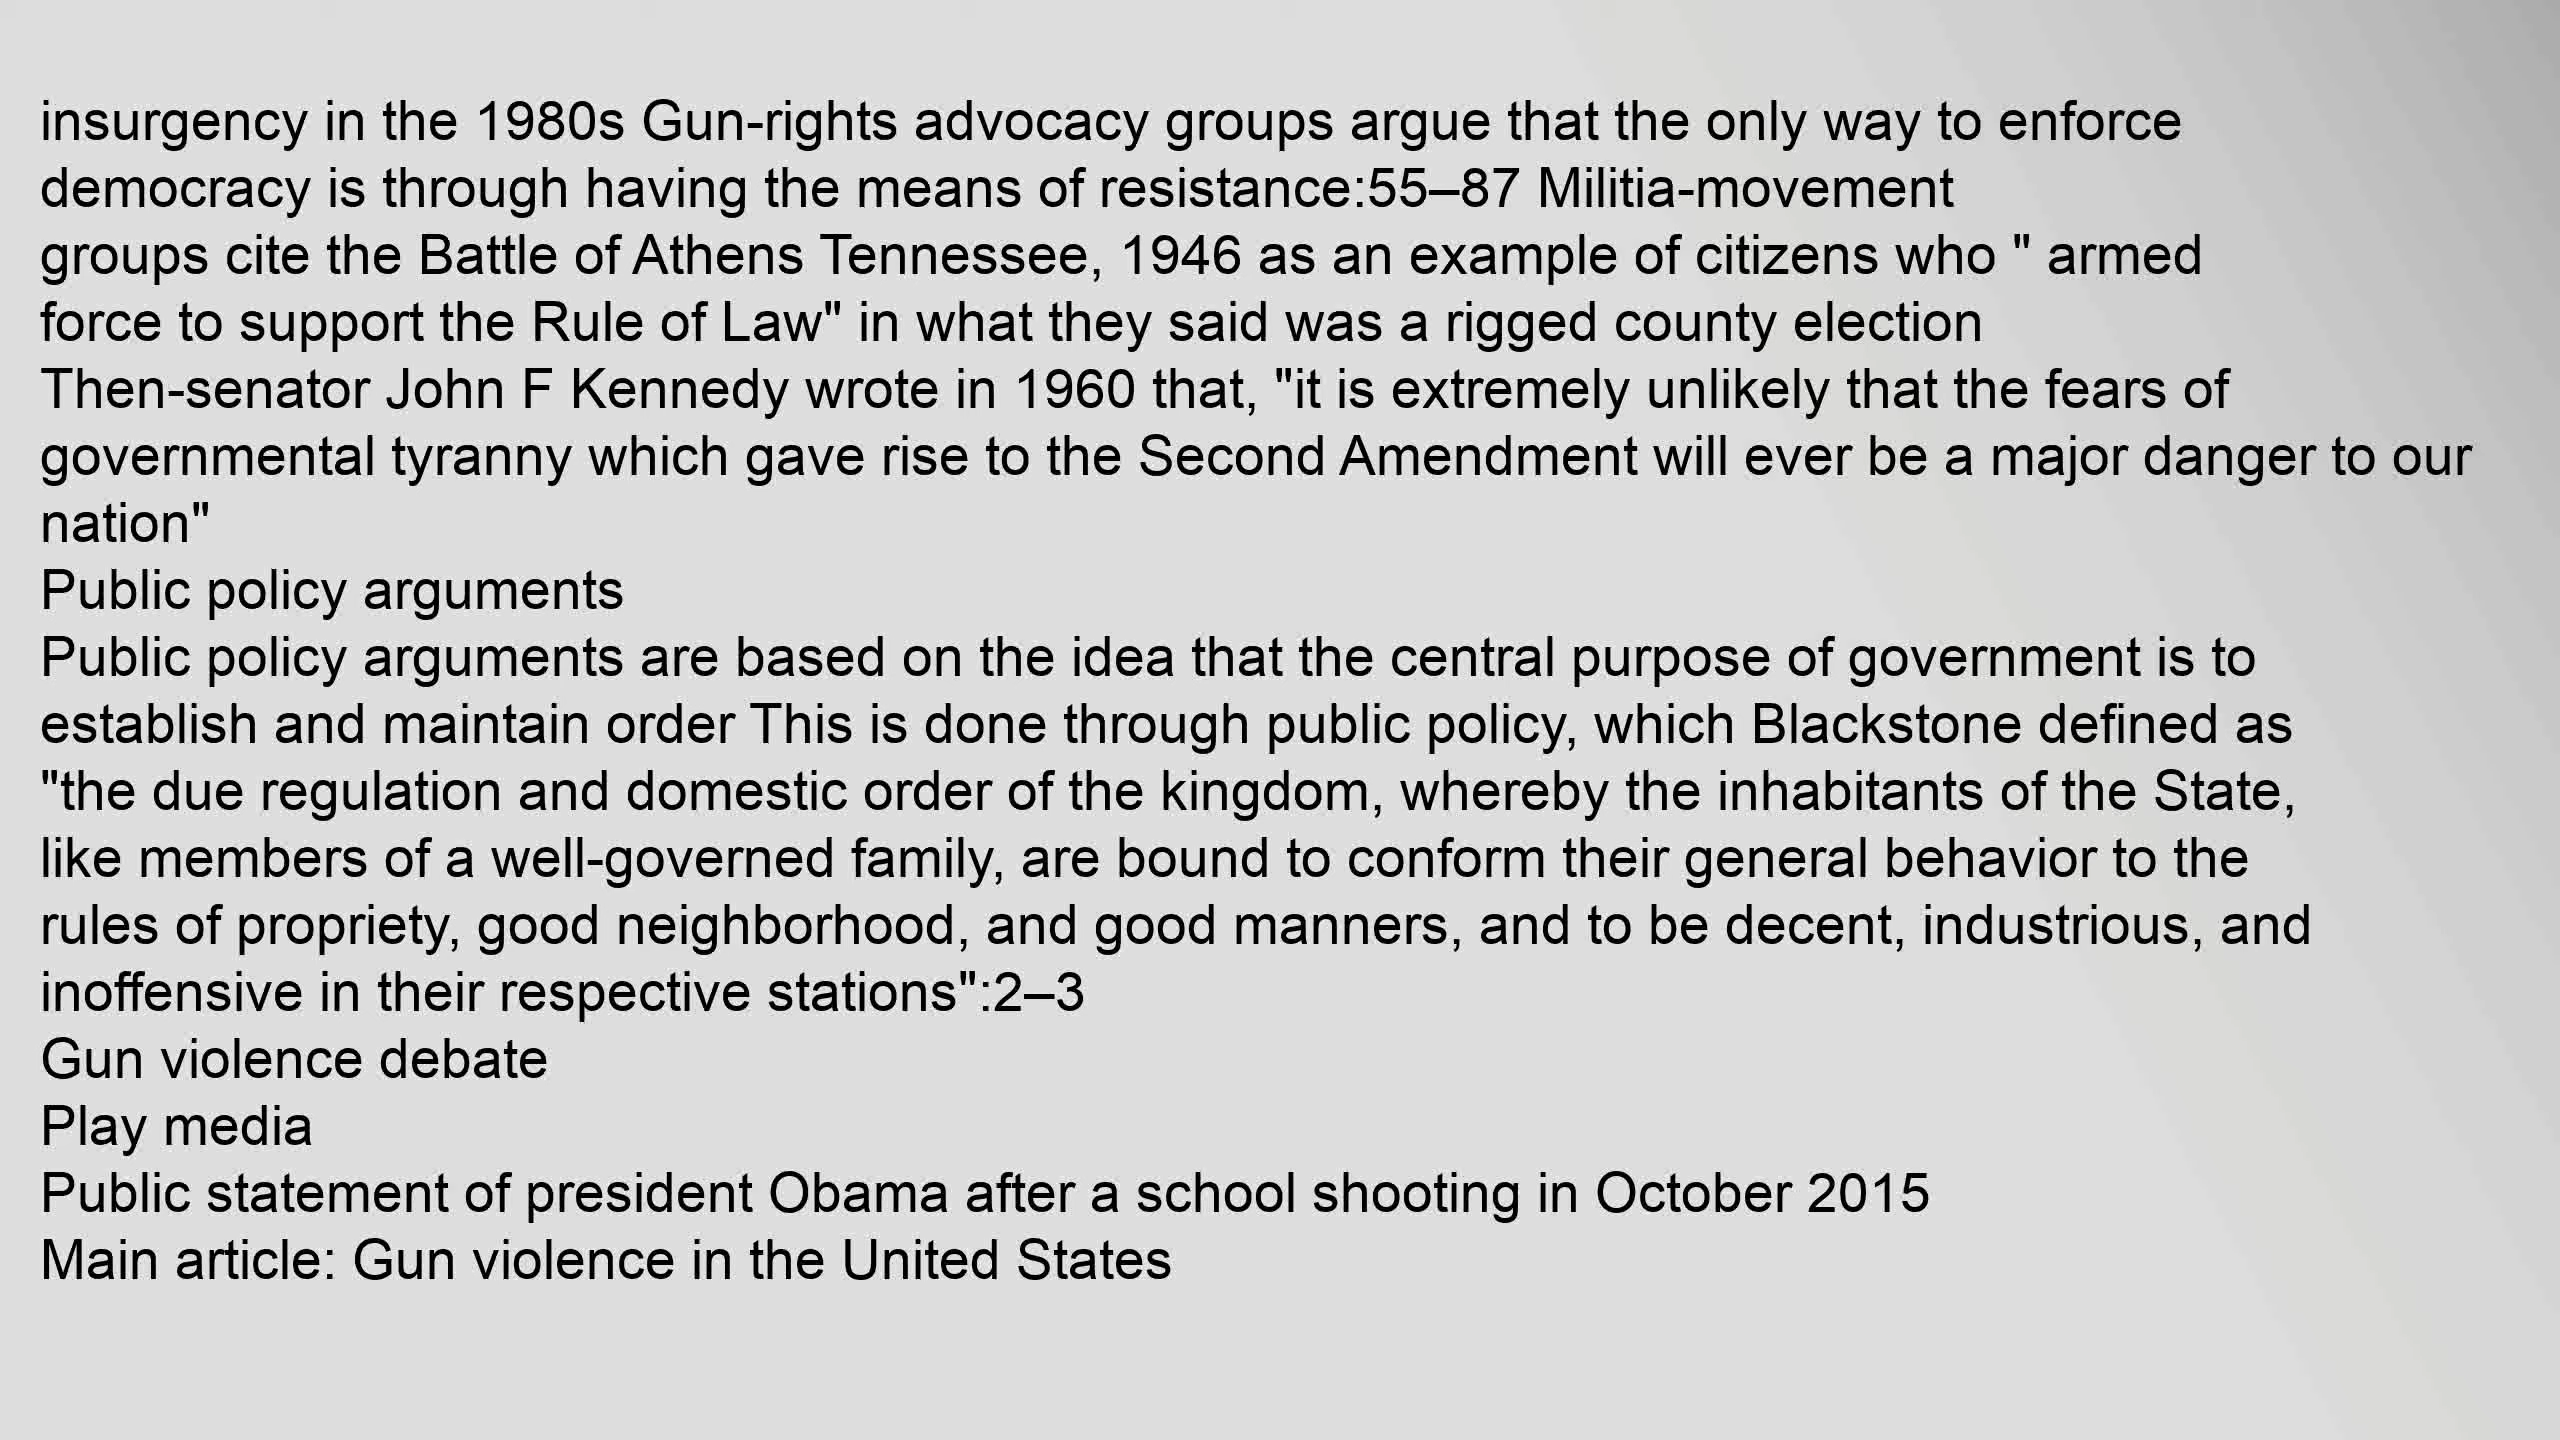 insurgency in the 1980s Gun-rights advocacy groups argue that the only way to enforce
democracy is through having the means of resistance:55–87 Militia-movement
groups cite the Battle of Athens Tennessee, 1946 as an example of citizens who " armed
force to support the Rule of Law" in what they said was a rigged county election
Then-senator John F Kennedy wrote in 1960 that, "it is extremely unlikely that the fears of
governmental tyranny which gave rise to the Second Amendment will ever be a major danger to our
nation"
Public policy arguments
Public policy arguments are based on the idea that the central purpose of government is to
establish and maintain order This is done through public policy, which Blackstone defined as
"the due regulation and domestic order of the kingdom, whereby the inhabitants of the State,
like members of a well-governed family, are bound to conform their general behavior to the
rules of propriety, good neighborhood, and good manners, and to be decent, industrious, and
inoffensive in their respective stations":2–3
Gun violence debate
Play media
Public statement of president Obama after a school shooting in October 2015
Main article: Gun violence in the United States